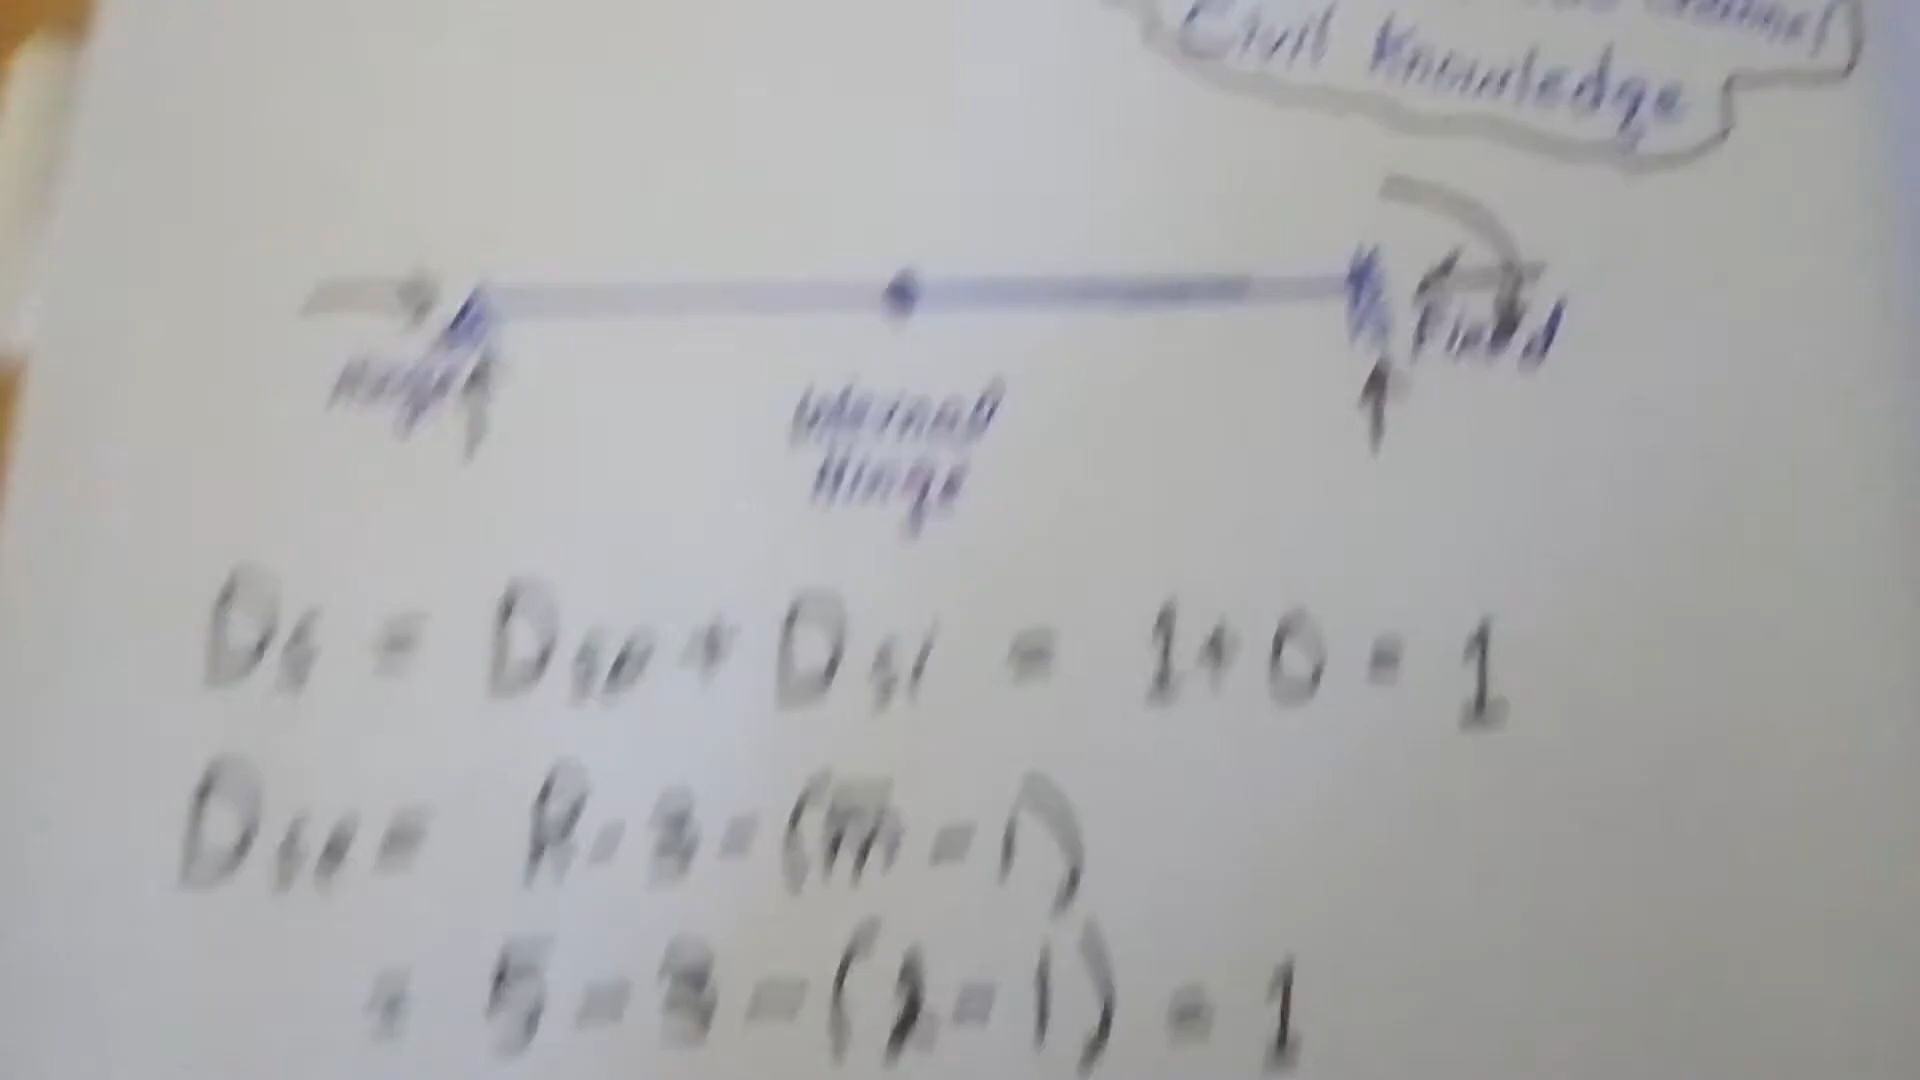 Civil Knowledge
Hinge
Fixed
Internal
Hinge
Ds = Dse + Dsi = 1+0 = 1
Dse = R-3-(m-1)
= 5-3-(2-1) = 1